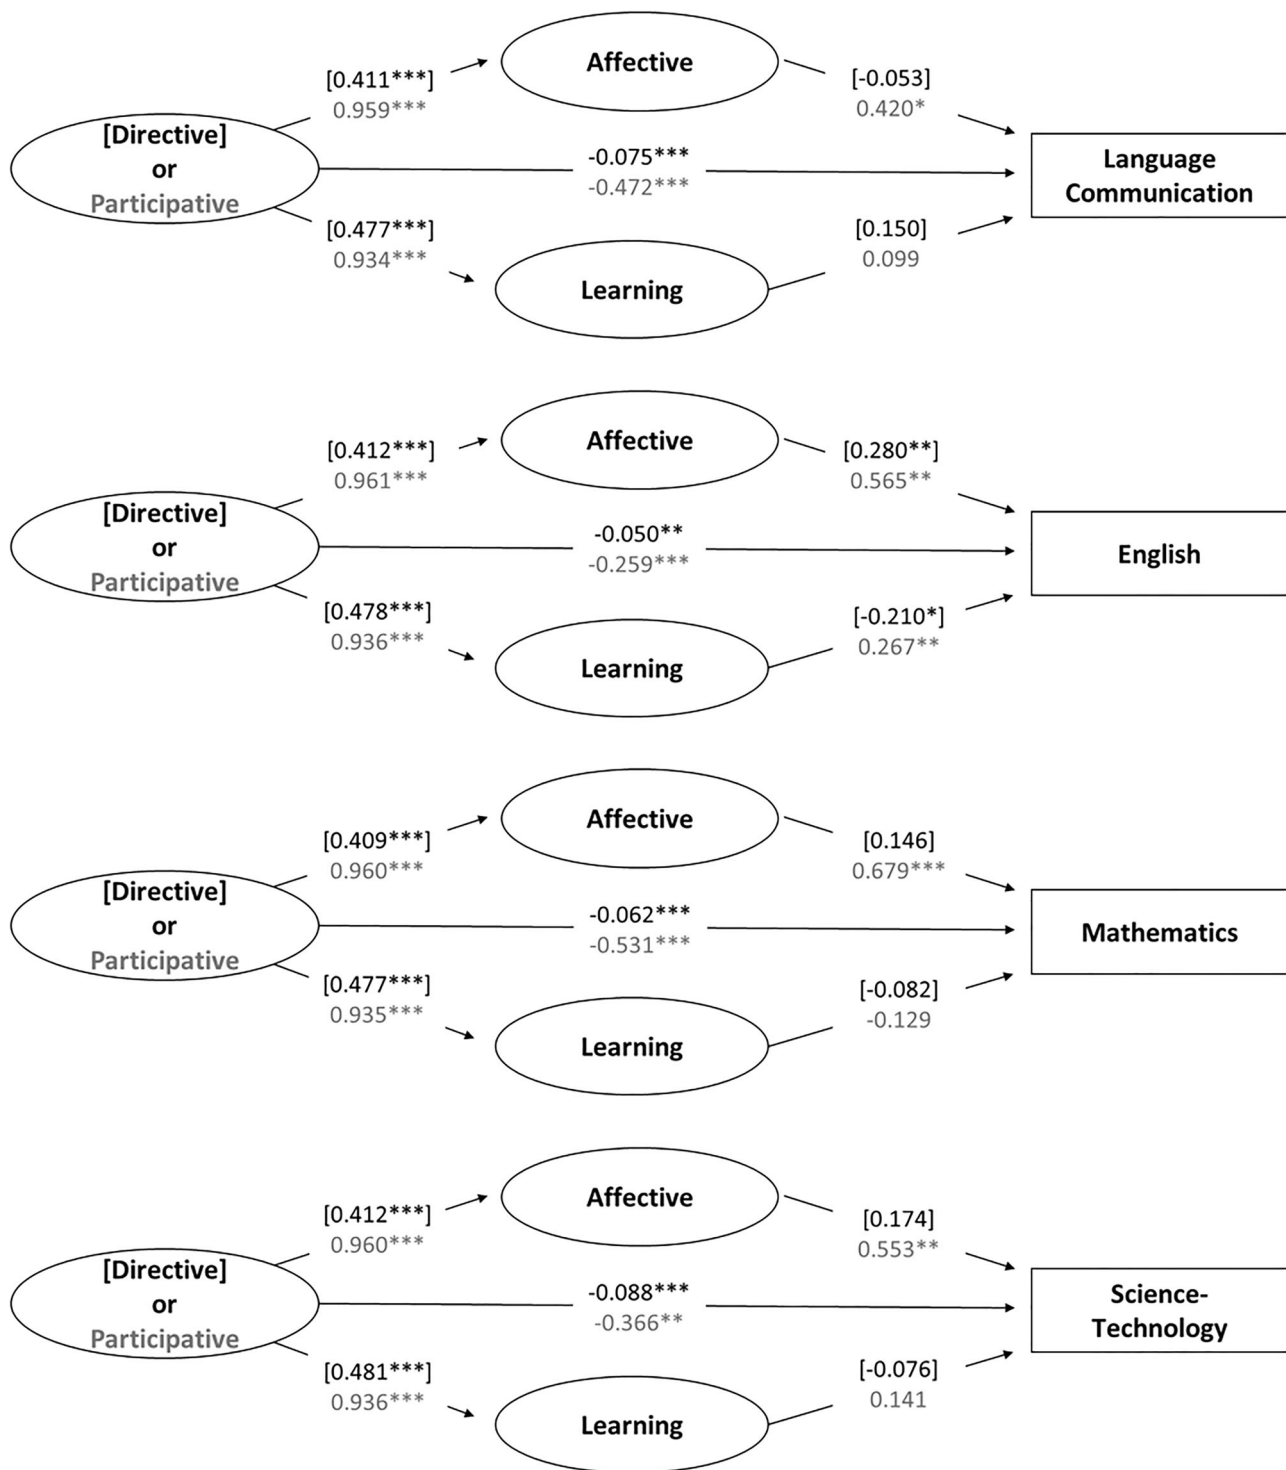 Affective
[0.411***]
0.959***
[-0.053]
0.420*
[Directive]
or
Participative
-0.075***
-0.472***
Language
Communication
[0.477***]
0.934***
[0.150]
0.099
Learning
Affective
[0.412***]
0.961***
[0.280**]
0.565**
[Directive]
or
Participative
-0.050**
-0.259***
English
[0.478***]
0.936***
[-0.210*]
0.267**
Learning
Affective
[0.409***]
0.960***
[0.146]
0.679***
[Directive]
or
Participative
-0.062***
-0.531***
Mathematics
[0.477***]
0.935***
[-0.082]
-0.129
Learning
Affective
[0.412***]
0.960***
[0.174]
0.553**
[Directive]
or
Participative
-0.088***
-0.366**
Science-
Technology
[0.481***]
0.936***
[-0.076]
0.141
Learning